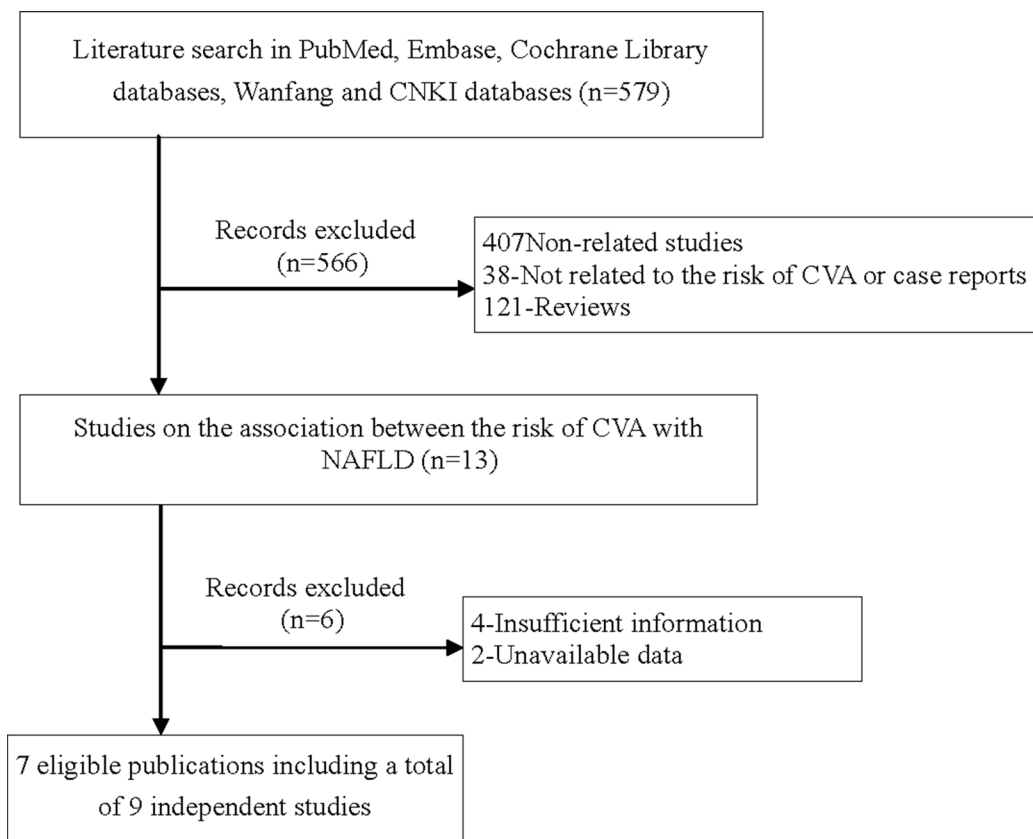 Literature search in PubMed, Embase, Cochrane Library
databases, Wanfang and CNKI databases (n=579)
Records excluded
(n=566)
407Non-related studies
38-Not related to the risk of CVA or case reports
121-Reviews
Studies on the association between the risk of CVA with
NAFLD (n=13)
Records excluded
(n=6)
4-Insufficient information
2-Unavailable data
7 eligible publications including a total
of 9 independent studies